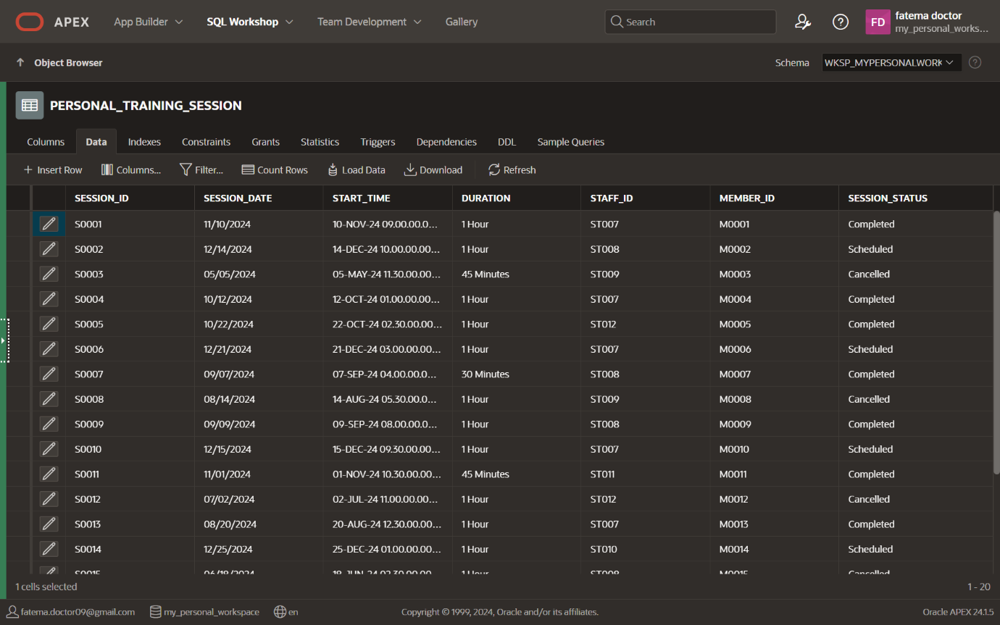 APEX App Builder SQL Workshop Team Development Gallery Search FD fatema doctor
my_personal_works...
Object Browser Schema WKSP_MYPERSONALWORK
PERSONAL_TRAINING_SESSION
Columns Data Indexes Constraints Grants Statistics Triggers Dependencies DDL Sample Queries
Insert Row Columns... Filter... Count Rows Load Data Download Refresh
SESSION_ID SESSION_DATE START_TIME DURATION STAFF_ID MEMBER_ID SESSION_STATUS
S0001 11/10/2024 10-NOV-24 09.00.00.0... 1 Hour ST007 M0001 Completed
S0002 12/14/2024 14-DEC-24 10.00.00.00... 1 Hour ST008 M0002 Scheduled
S0003 05/05/2024 05-MAY-24 11.30.00.00... 45 Minutes ST009 M0003 Cancelled
S0004 10/12/2024 12-OCT-24 01.00.00.00... 1 Hour ST007 M0004 Completed
S0005 10/22/2024 22-OCT-24 02.30.00.00... 1 Hour ST012 M0005 Completed
S0006 12/21/2024 21-DEC-24 03.00.00.00... 1 Hour ST007 M0006 Scheduled
S0007 09/07/2024 07-SEP-24 04.00.00.0... 30 Minutes ST008 M0007 Completed
S0008 08/14/2024 14-AUG-24 05.30.00.0... 1 Hour ST009 M0008 Cancelled
S0009 09/09/2024 09-SEP-24 08.00.00.0... 1 Hour ST008 M0009 Completed
S0010 12/15/2024 15-DEC-24 09.30.00.00... 1 Hour ST007 M0010 Scheduled
S0011 11/01/2024 01-NOV-24 10.30.00.00... 45 Minutes ST011 M0011 Completed
S0012 07/02/2024 02-JUL-24 11.00.00.00... 1 Hour ST012 M0012 Cancelled
S0013 08/20/2024 20-AUG-24 12.30.00.00... 1 Hour ST007 M0013 Completed
S0014 12/25/2024 25-DEC-24 01.00.00.00... 1 Hour ST010 M0014 Scheduled
S0015 06/18/2024 18-JUN-24 02.30.00.00... 1 Hour ST008 M0015 Cancelled
1 cells selected 1 - 20
fatema.doctor09@gmail.com my_personal_workspace en Copyright © 1999, 2024, Oracle and/or its affiliates. Oracle APEX 24.1.5